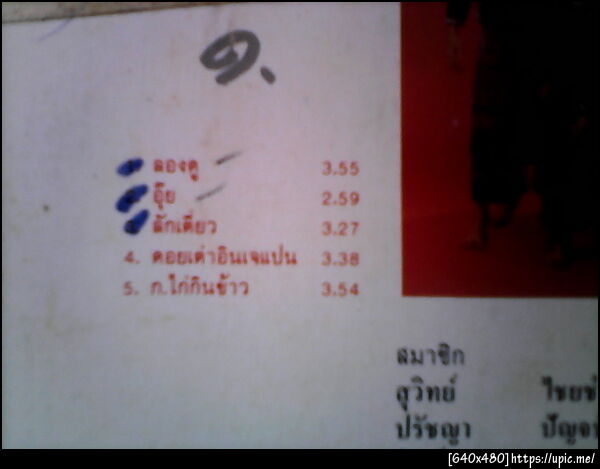 ๑.
1. ลองดู 3.55
2. อุ๊ย 2.59
3. ลักเดี่ยว 3.27
4. ดอยเต่าอินเจแปน 3.38
5. ก.ไก่กินข้าว 3.54
สมาชิก
สุวิทย์
ปรัชญา
[640x480]https://upic.me/